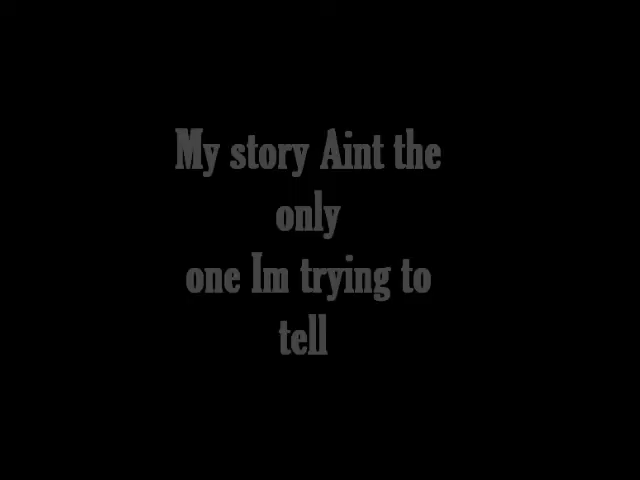 My story Aint the
only
one Im trying to
tell